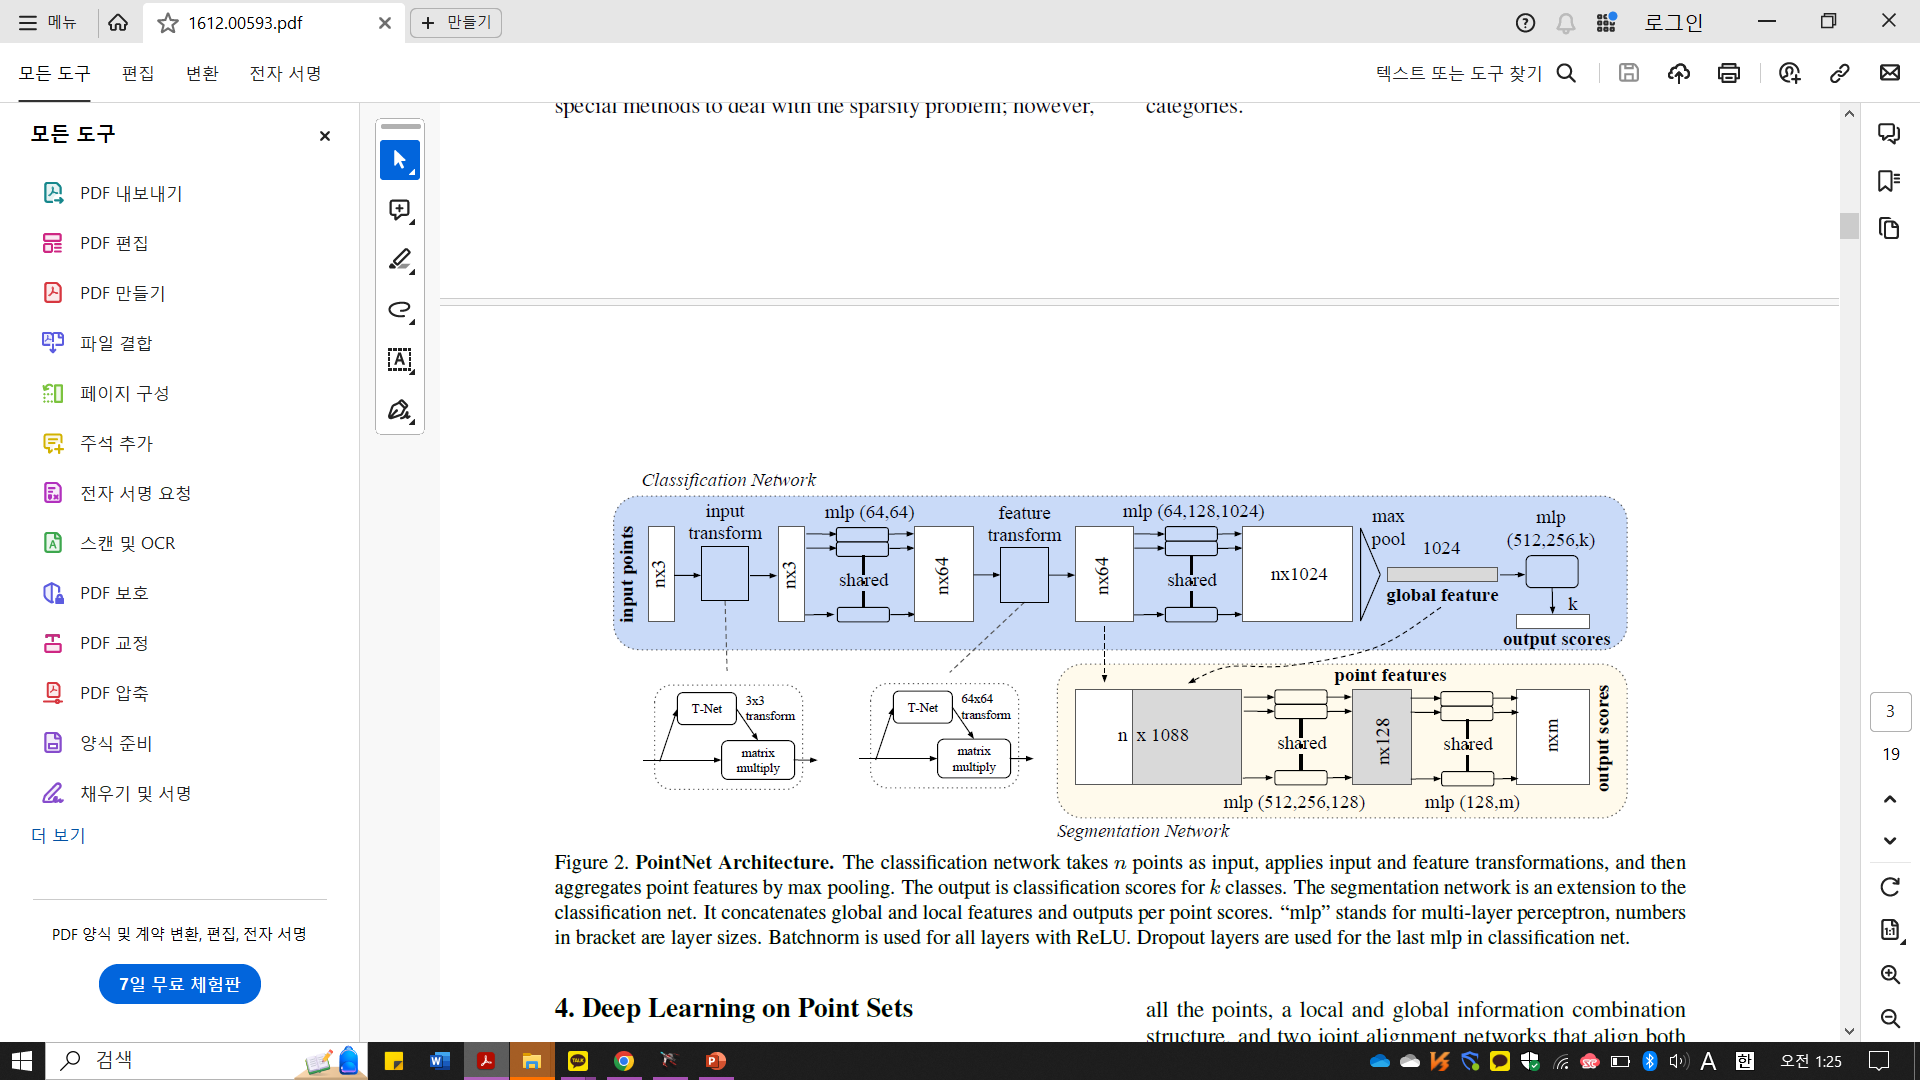 메뉴
1612.00593.pdf
만들기
로그인
모든 도구
편집
변환
전자 서명
텍스트 또는 도구 찾기
모든 도구
PDF 내보내기
PDF 편집
PDF 만들기
파일 결합
페이지 구성
주석 추가
전자 서명 요청
스캔 및 OCR
PDF 보호
PDF 교정
PDF 압축
양식 준비
채우기 및 서명
더 보기
PDF 양식 및 계약 변환, 편집, 전자 서명
7일 무료 체험판
special methods to deal with the sparsity problem; however,
categories.
Classification Network
input points
nx3
input
transform
nx3
mlp (64,64)
shared
nx64
feature
transform
nx64
mlp (64,128,1024)
shared
nx1024
max
pool
1024
global feature
mlp
(512,256,k)
k
output scores
T-Net
3x3
transform
matrix
multiply
T-Net
64x64
transform
matrix
multiply
point features
n x 1088
shared
mlp (512,256,128)
nx128
shared
mlp (128,m)
nxm
output scores
Segmentation Network
Figure 2. PointNet Architecture. The classification network takes n points as input, applies input and feature transformations, and then
aggregates point features by max pooling. The output is classification scores for k classes. The segmentation network is an extension to the
classification net. It concatenates global and local features and outputs per point scores. “mlp” stands for multi-layer perceptron, numbers
in bracket are layer sizes. Batchnorm is used for all layers with ReLU. Dropout layers are used for the last mlp in classification net.
4. Deep Learning on Point Sets
all the points, a local and global information combination
structure, and two joint alignment networks that align both
3
19
1:1
검색
A
한
오전 1:25